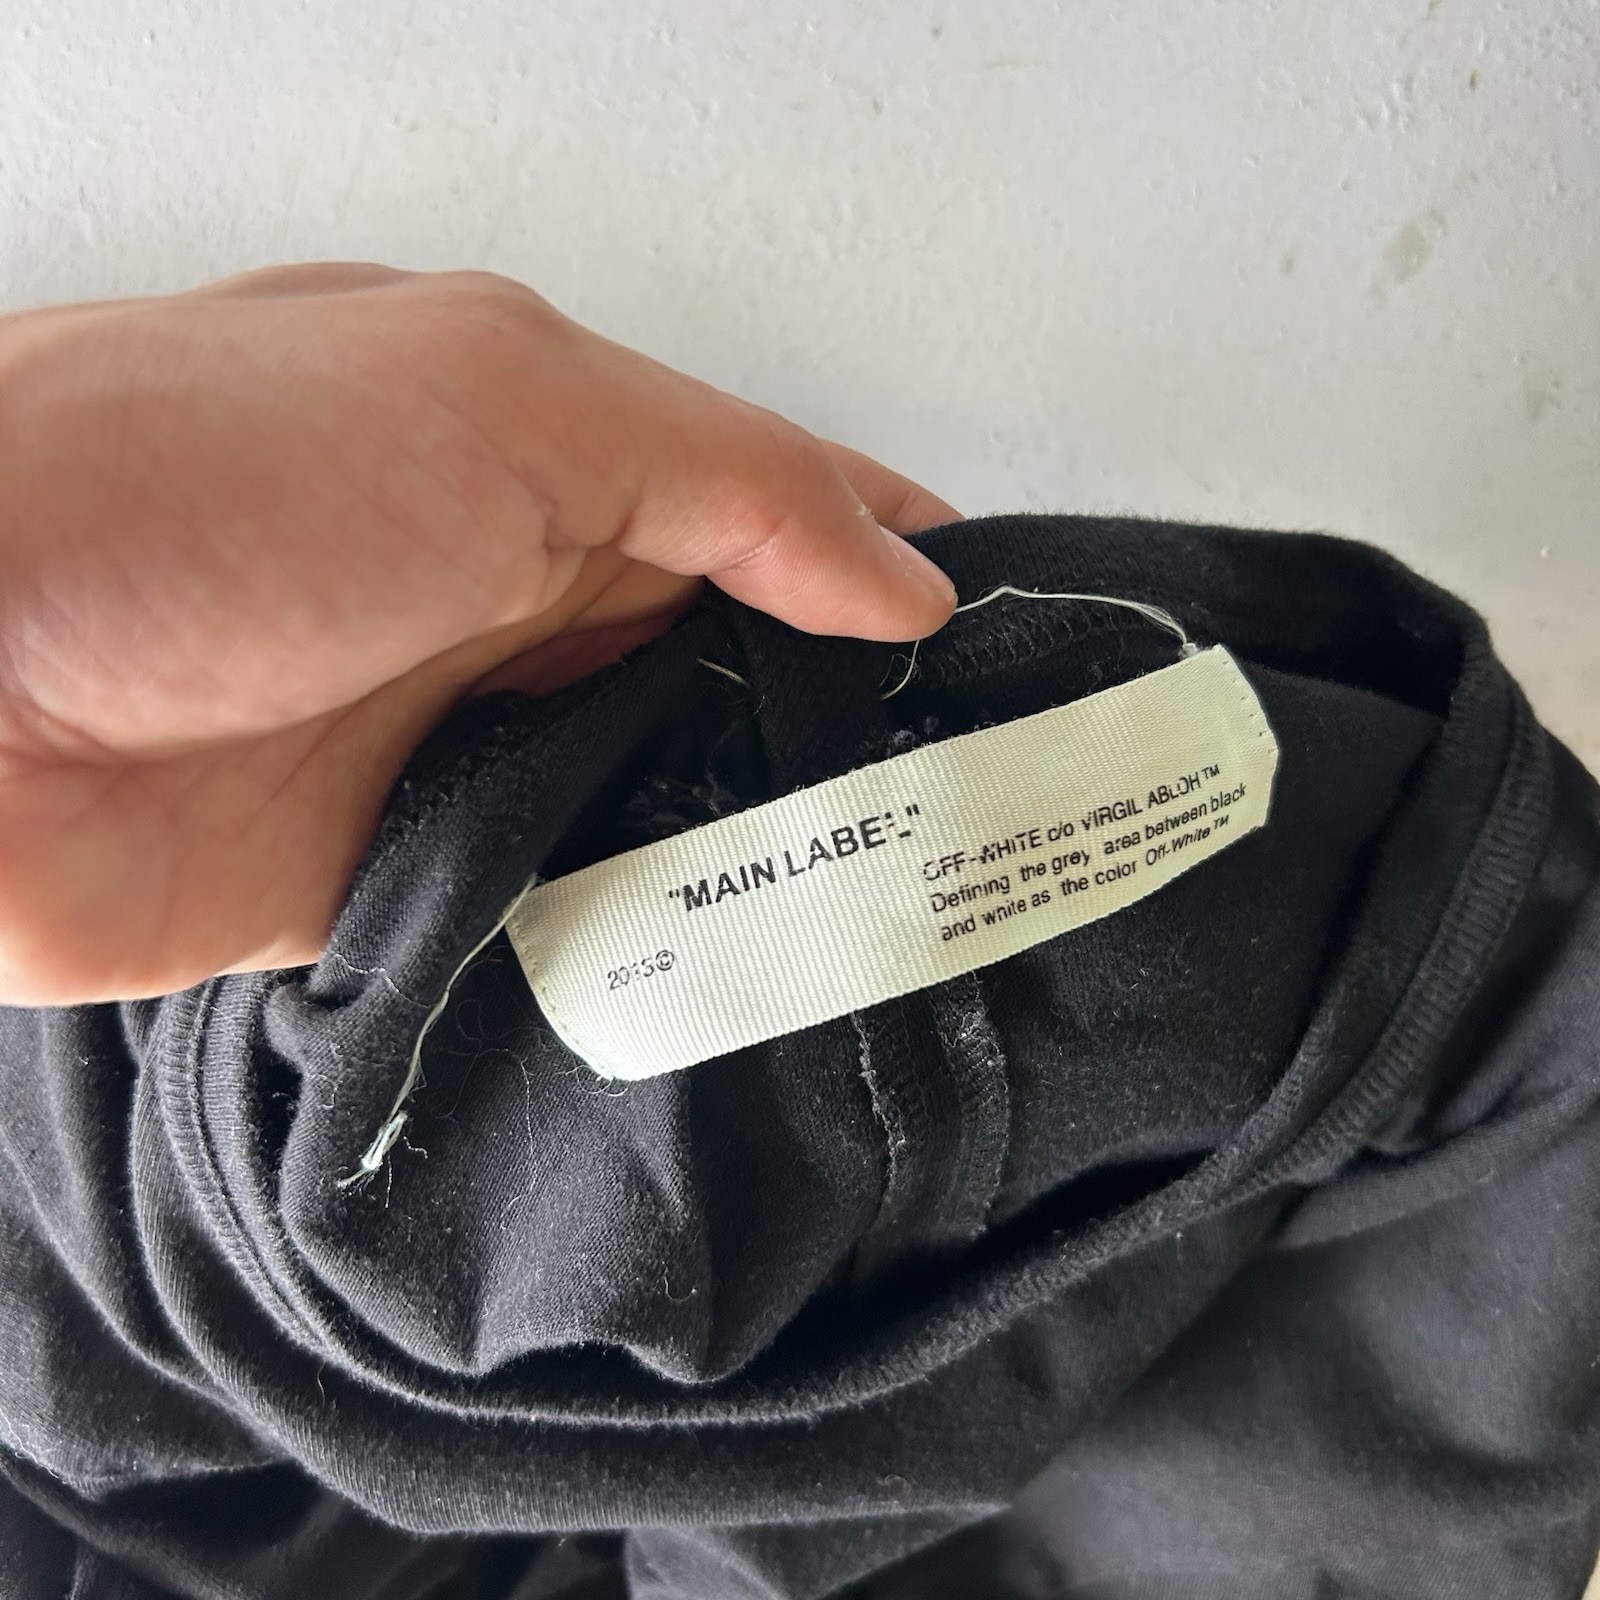 "MAIN LABEL"
OFF-WHITE c/o VIRGIL ABLOH™
Defining the grey area between black
and white as the color Off-White™
2013©